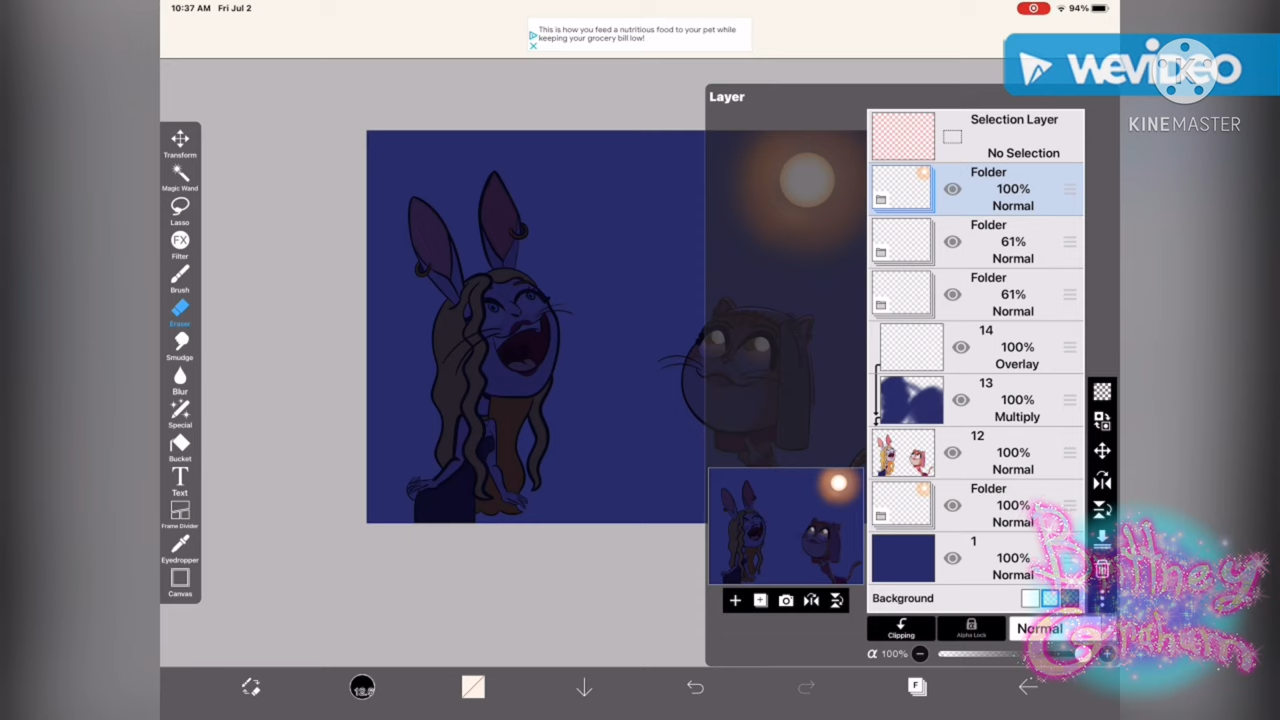 10:37 AM Fri Jul 2
94%
This is how you feed a nutritious food to your pet while
keeping your grocery bill low!
wevideo
KINEMASTER
Layer
Selection Layer
No Selection
Folder
100%
Normal
Folder
61%
Normal
Folder
61%
Normal
14
100%
Overlay
13
100%
Multiply
12
100%
Normal
Folder
100%
Normal
1
100%
Normal
Background
Clipping
Alpha Lock
Normal
α 100%
Transform
Magic Wand
Lasso
FX
Filter
Brush
Eraser
Smudge
Blur
Special
Bucket
T
Text
Frame Divider
Eyedropper
Canvas
12.8
F